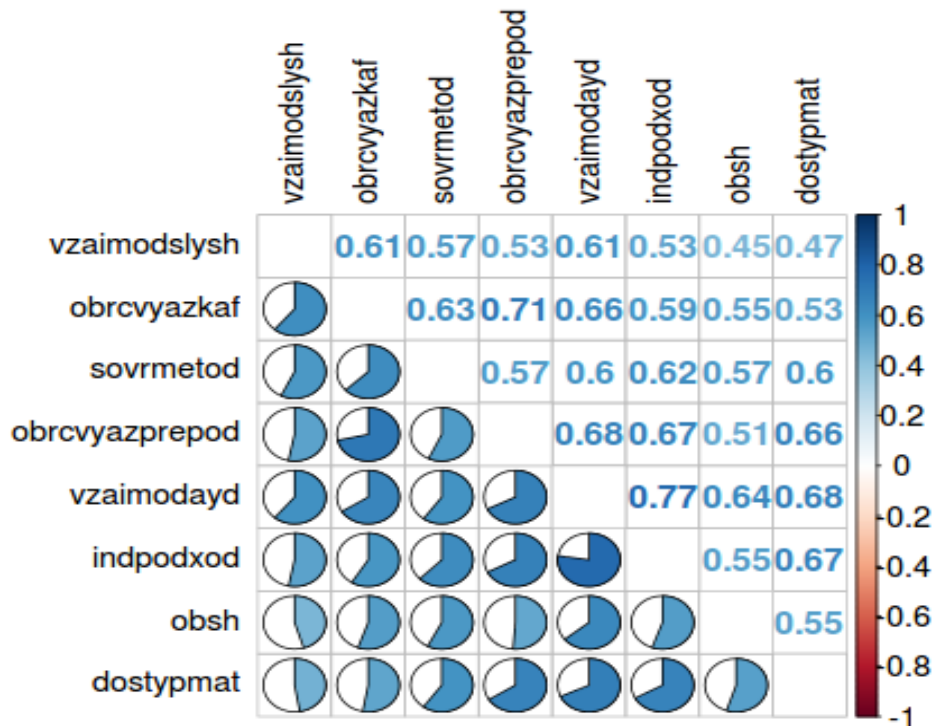 vzaimodslysh obrcvyazkaf sovrmetod obrcvyazprepod vzaimodayd indpodxod obsh dostypmat
vzaimodslysh 0.61 0.57 0.53 0.61 0.53 0.45 0.47 1
obrcvyazkaf 0.63 0.71 0.66 0.59 0.55 0.53 0.8
0.6
sovrmetod 0.57 0.6 0.62 0.57 0.6 0.4
obrcvyazprepod 0.68 0.67 0.51 0.66 0.2
0
vzaimodayd 0.77 0.64 0.68 -0.2
indpodxod 0.55 0.67 -0.4
obsh 0.55 -0.6
-0.8
dostypmat
-1